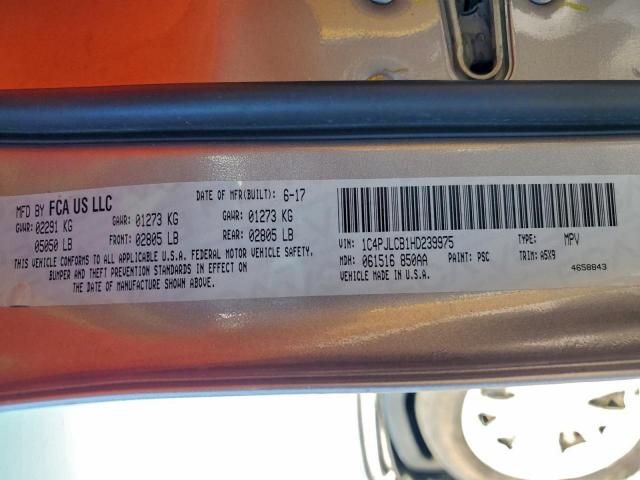 MFD BY FCA US LLC DATE OF MFR(BUILT): 6-17
GVWR: 02291 KG GAWR: 01273 KG GAWR: 01273 KG
05050 LB FRONT: 02805 LB REAR: 02805 LB
THIS VEHICLE CONFORMS TO ALL APPLICABLE U.S.A. FEDERAL MOTOR VEHICLE SAFETY,
BUMPER AND THEFT PREVENTION STANDARDS IN EFFECT ON
THE DATE OF MANUFACTURE SHOWN ABOVE.
VIN: 1C4PJLCB1HD239975 TYPE: MPV
MDH: 061516 850AA PAINT: PSC TRIM: A5X9
VEHICLE MADE IN U.S.A. 4658843